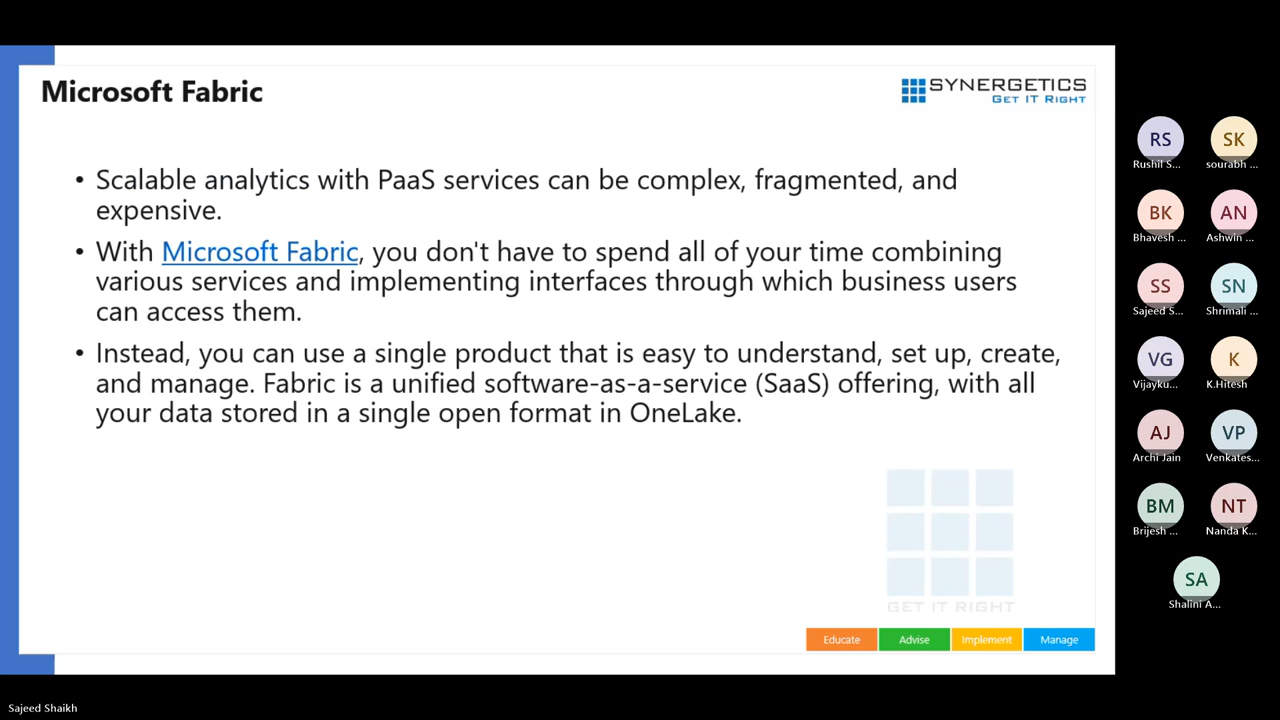 Microsoft Fabric
SYNERGETICS
GET IT RIGHT
• Scalable analytics with PaaS services can be complex, fragmented, and
expensive.
• With Microsoft Fabric, you don't have to spend all of your time combining
various services and implementing interfaces through which business users
can access them.
• Instead, you can use a single product that is easy to understand, set up, create,
and manage. Fabric is a unified software-as-a-service (SaaS) offering, with all
your data stored in a single open format in OneLake.
GET IT RIGHT
Educate Advise Implement Manage
RS SK
Rushil S... sourabh ...
BK AN
Bhavesh ... Ashwin ...
SS SN
Sajeed S... Shrimali ...
VG K
Vijayku... K.Hitesh
AJ VP
Archi Jain Venkates...
BM NT
Brijesh ... Nanda K...
SA
Shalini A...
Sajeed Shaikh